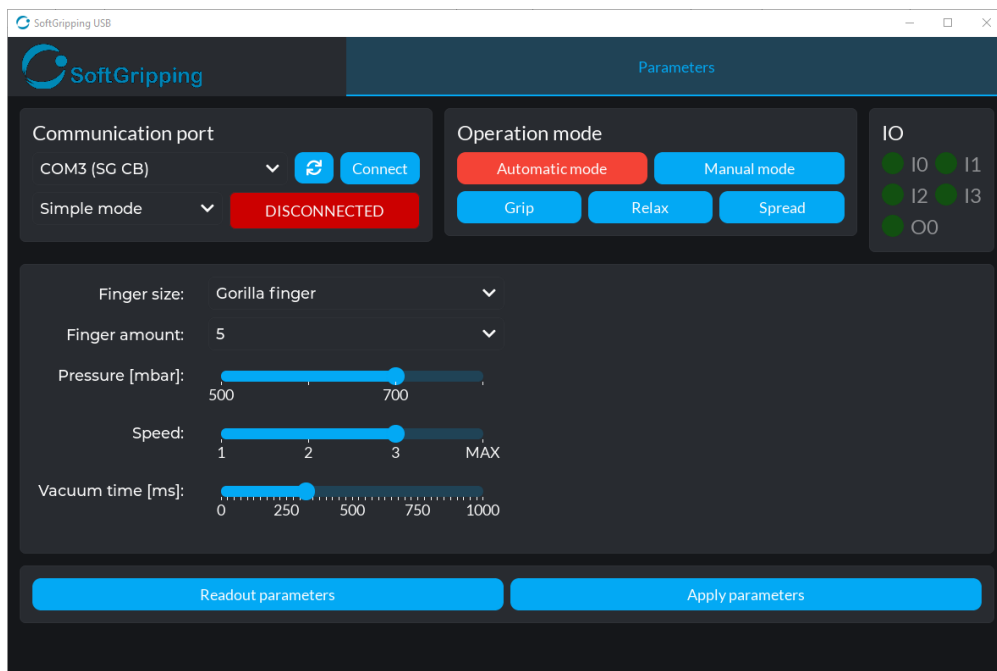 SoftGripping USB
SoftGripping
Parameters
Communication port
COM3 (SG CB)
Connect
Simple mode
DISCONNECTED
Operation mode
Automatic mode
Manual mode
Grip
Relax
Spread
IO
I0 I1
I2 I3
O0
Finger size: Gorilla finger
Finger amount: 5
Pressure [mbar]:
500 700
Speed:
1 2 3 MAX
Vacuum time [ms]:
0 250 500 750 1000
Readout parameters
Apply parameters